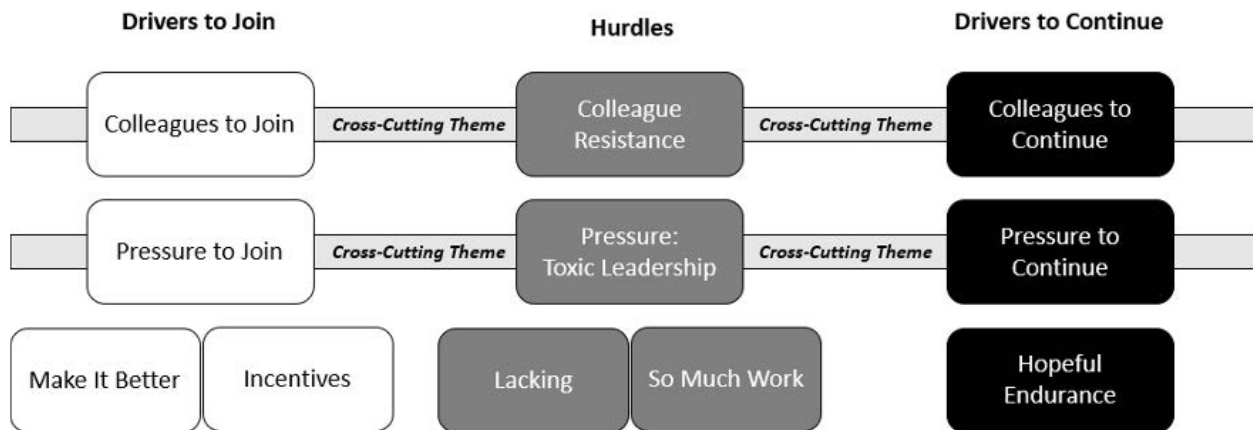 Drivers to Join
Hurdles
Drivers to Continue
Colleagues to Join
Cross-Cutting Theme
Colleague
Resistance
Cross-Cutting Theme
Colleagues to
Continue
Pressure to Join
Cross-Cutting Theme
Pressure:
Toxic Leadership
Cross-Cutting Theme
Pressure to
Continue
Make It Better
Incentives
Lacking
So Much Work
Hopeful
Endurance